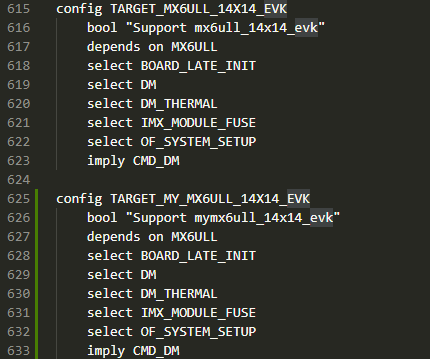 615 config TARGET_MX6ULL_14X14_EVK
616 bool "Support mx6ull_14x14_evk"
617 depends on MX6ULL
618 select BOARD_LATE_INIT
619 select DM
620 select DM_THERMAL
621 select IMX_MODULE_FUSE
622 select OF_SYSTEM_SETUP
623 imply CMD_DM
624
625 config TARGET_MY_MX6ULL_14X14_EVK
626 bool "Support mymx6ull_14x14_evk"
627 depends on MX6ULL
628 select BOARD_LATE_INIT
629 select DM
630 select DM_THERMAL
631 select IMX_MODULE_FUSE
632 select OF_SYSTEM_SETUP
633 imply CMD_DM